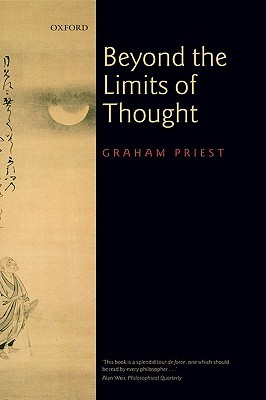 OXFORD
Beyond the
Limits of
Thought
GRAHAM PRIEST
'This book is a splendid tour de force: one which should
be read by every philosopher . . .'
Alan Weir, Philosophical Quarterly